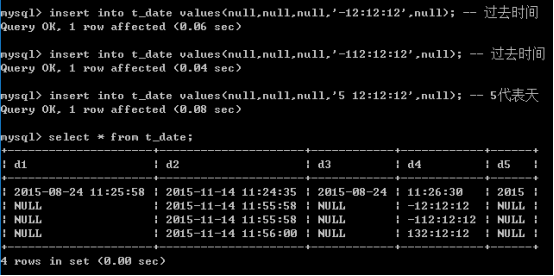 mysql> insert into t_date values(null,null,null,'-12:12:12',null); -- 过去时间
Query OK, 1 row affected (0.06 sec)
mysql> insert into t_date values(null,null,null,'-112:12:12',null); -- 过去时间
Query OK, 1 row affected (0.04 sec)
mysql> insert into t_date values(null,null,null,'5 12:12:12',null); -- 5代表天
Query OK, 1 row affected (0.08 sec)
mysql> select * from t_date;
+---------------------+---------------------+------------+------------+------+
| d1 | d2 | d3 | d4 | d5 |
+---------------------+---------------------+------------+------------+------+
| 2015-08-24 11:25:58 | 2015-11-14 11:24:35 | 2015-08-24 | 11:26:30 | 2015 |
| NULL | 2015-11-14 11:55:58 | NULL | -12:12:12 | NULL |
| NULL | 2015-11-14 11:55:58 | NULL | -112:12:12 | NULL |
| NULL | 2015-11-14 11:56:00 | NULL | 132:12:12 | NULL |
+---------------------+---------------------+------------+------------+------+
4 rows in set (0.00 sec)